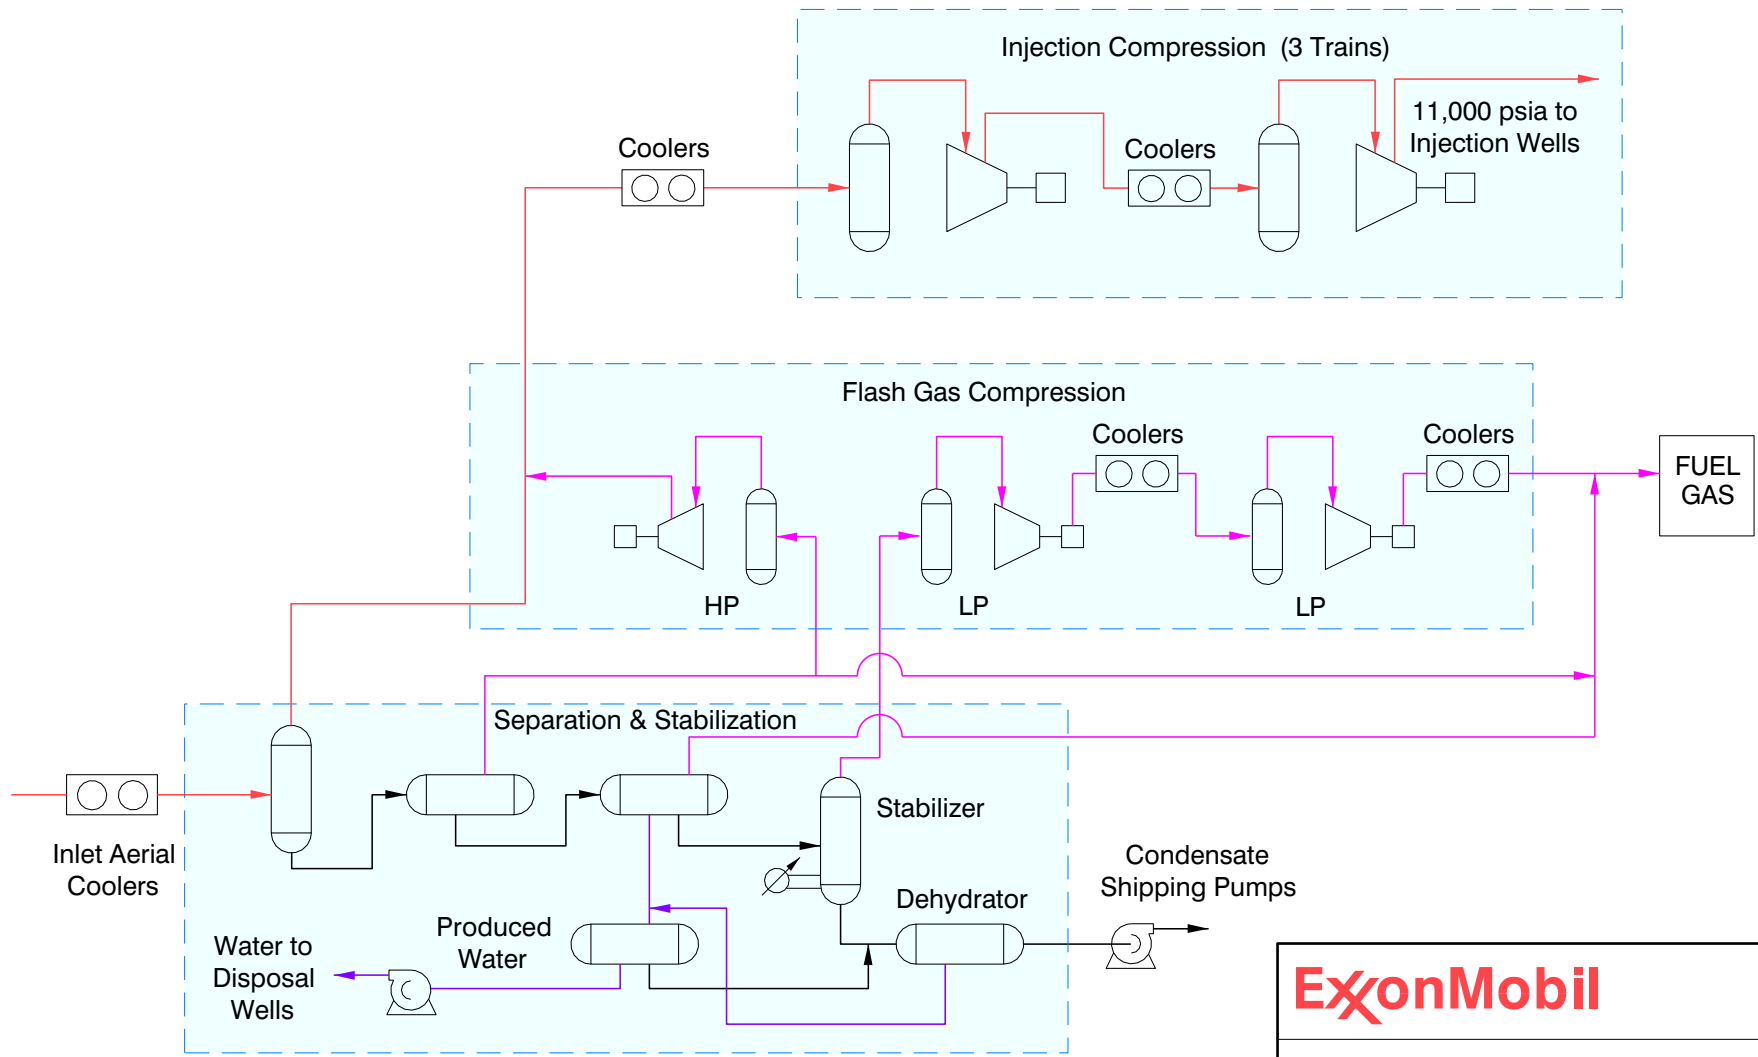 Injection Compression (3 Trains)
11,000 psia to
Injection Wells
Coolers
Coolers
Flash Gas Compression
Coolers
Coolers
FUEL
GAS
HP
LP
LP
Separation & Stabilization
Stabilizer
Inlet Aerial
Coolers
Condensate
Shipping Pumps
Dehydrator
Produced
Water
Water to
Disposal
Wells
ExxonMobil